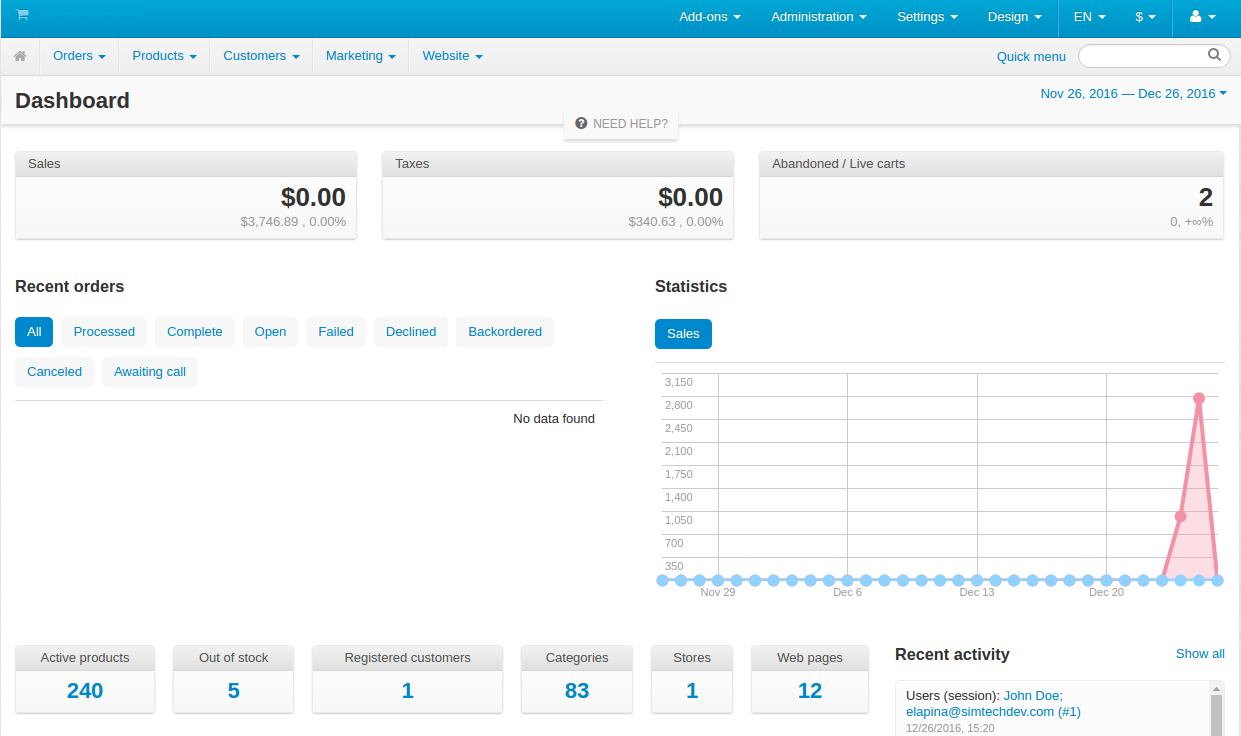 Add-ons Administration Settings Design EN $
Orders Products Customers Marketing Website Quick menu
Dashboard Nov 26, 2016 — Dec 26, 2016
NEED HELP?
Sales Taxes Abandoned / Live carts
$0.00 $0.00 2
$3,746.89 , 0.00% $340.63 , 0.00% 0, +∞%
Recent orders
All Processed Complete Open Failed Declined Backordered
Canceled Awaiting call
No data found
Statistics
Sales
3,150
2,800
2,450
2,100
1,750
1,400
1,050
700
350
Nov 29 Dec 6 Dec 13 Dec 20
Active products Out of stock Registered customers Categories Stores Web pages
240 5 1 83 1 12
Recent activity Show all
Users (session): John Doe;
elapina@simtechdev.com (#1)
12/26/2016, 15:20